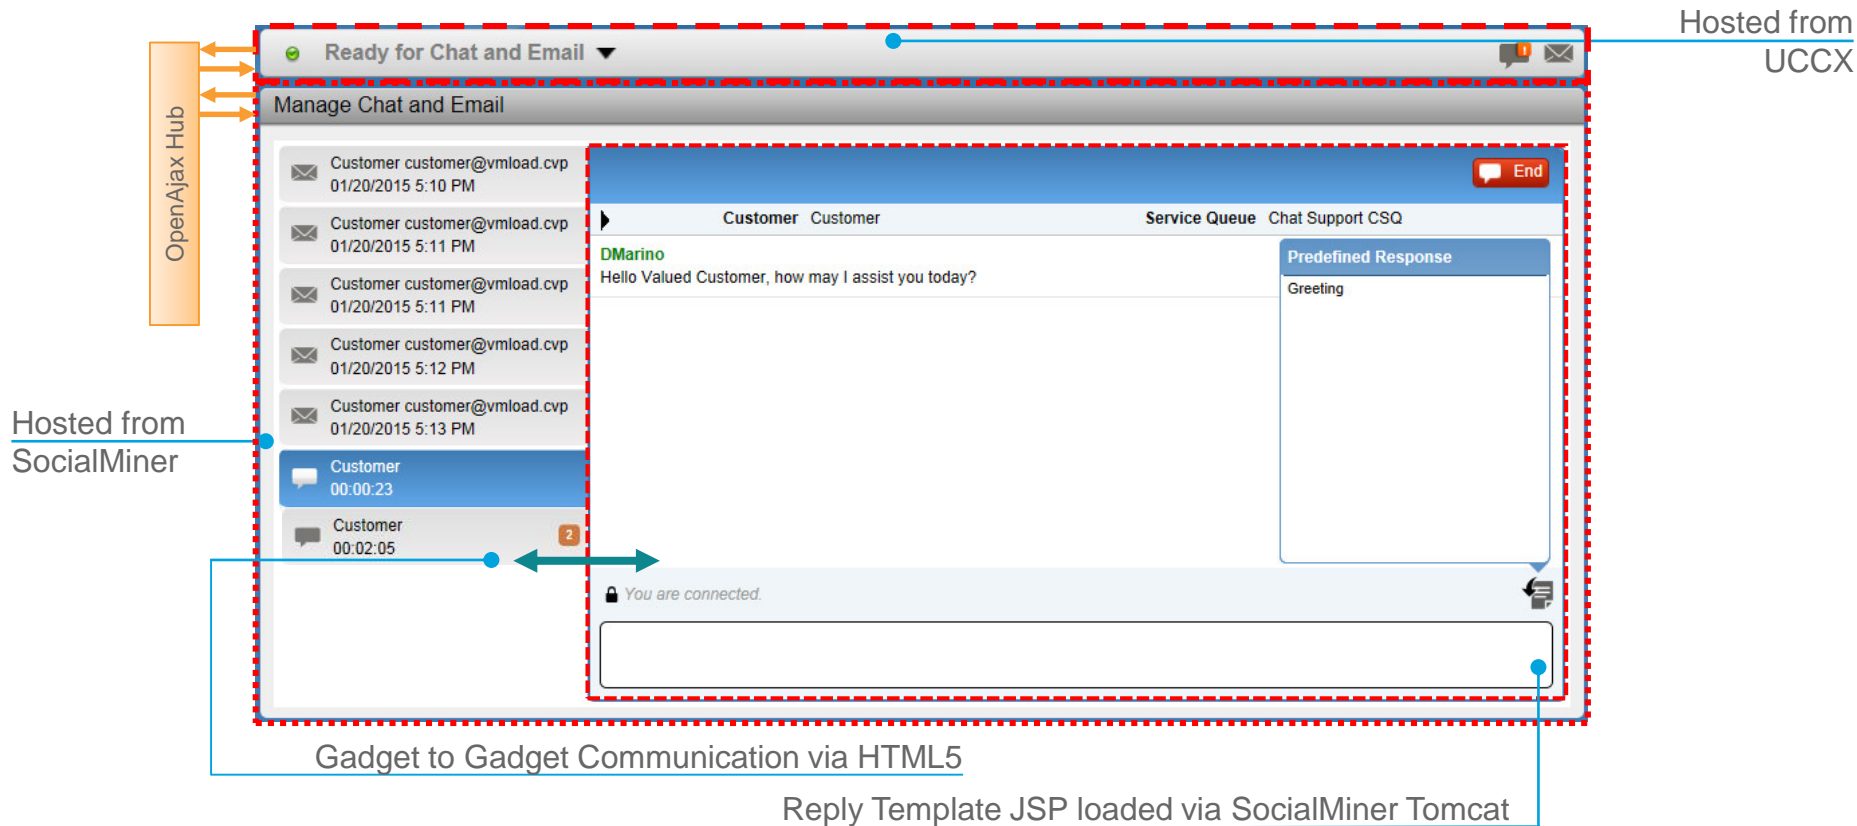 Hosted from
UCCX
Ready for Chat and Email
!
OpenAjax Hub
Manage Chat and Email
Customer customer@vmload.cvp
01/20/2015 5:10 PM
Customer customer@vmload.cvp
01/20/2015 5:11 PM
Customer customer@vmload.cvp
01/20/2015 5:11 PM
Customer customer@vmload.cvp
01/20/2015 5:12 PM
Customer customer@vmload.cvp
01/20/2015 5:13 PM
Customer
00:00:23
Customer
00:02:05
2
End
Customer Customer Service Queue Chat Support CSQ
DMarino
Hello Valued Customer, how may I assist you today?
Predefined Response
Greeting
You are connected.
Hosted from
SocialMiner
Gadget to Gadget Communication via HTML5
Reply Template JSP loaded via SocialMiner Tomcat